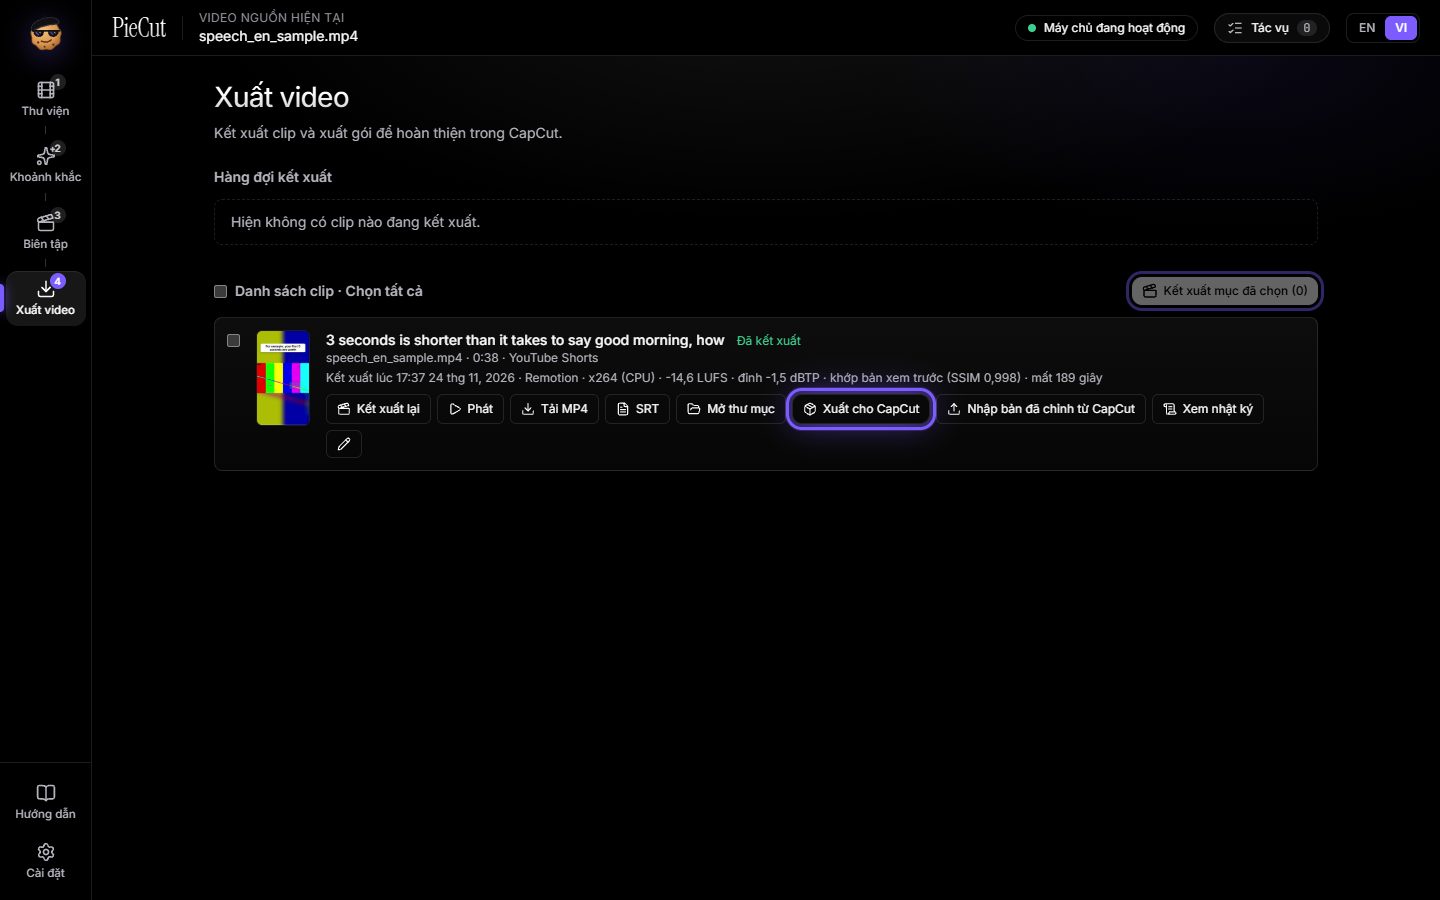 PieCut
VIDEO NGUỒN HIỆN TẠI
speech_en_sample.mp4
Máy chủ đang hoạt động
Tác vụ 0
EN VI
1
Thư viện
2
Khoảnh khắc
3
Biên tập
4
Xuất video
Hướng dẫn
Cài đặt
Xuất video
Kết xuất clip và xuất gói để hoàn thiện trong CapCut.
Hàng đợi kết xuất
Hiện không có clip nào đang kết xuất.
Danh sách clip · Chọn tất cả
Kết xuất mục đã chọn (0)
3 seconds is shorter than it takes to say good morning, how Đã kết xuất
speech_en_sample.mp4 · 0:38 · YouTube Shorts
Kết xuất lúc 17:37 24 thg 11, 2026 · Remotion · x264 (CPU) · -14,6 LUFS · đỉnh -1,5 dBTP · khớp bản xem trước (SSIM 0,998) · mất 189 giây
Kết xuất lại Phát Tải MP4 SRT Mở thư mục Xuất cho CapCut Nhập bản đã chỉnh từ CapCut Xem nhật ký